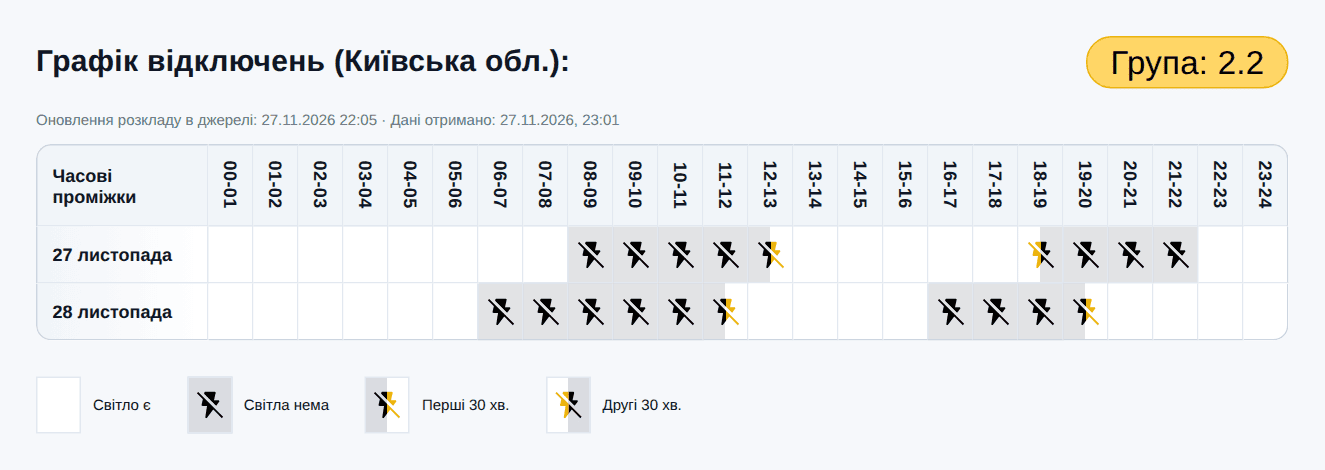 Графік відключень (Київська обл.):
Група: 2.2
Оновлення розкладу в джерелі: 27.11.2026 22:05 · Дані отримано: 27.11.2026, 23:01
Часові
проміжки
00-01
01-02
02-03
03-04
04-05
05-06
06-07
07-08
08-09
09-10
10-11
11-12
12-13
13-14
14-15
15-16
16-17
17-18
18-19
19-20
20-21
21-22
22-23
23-24
27 листопада
28 листопада
Світло є
Світла нема
Перші 30 хв.
Другі 30 хв.